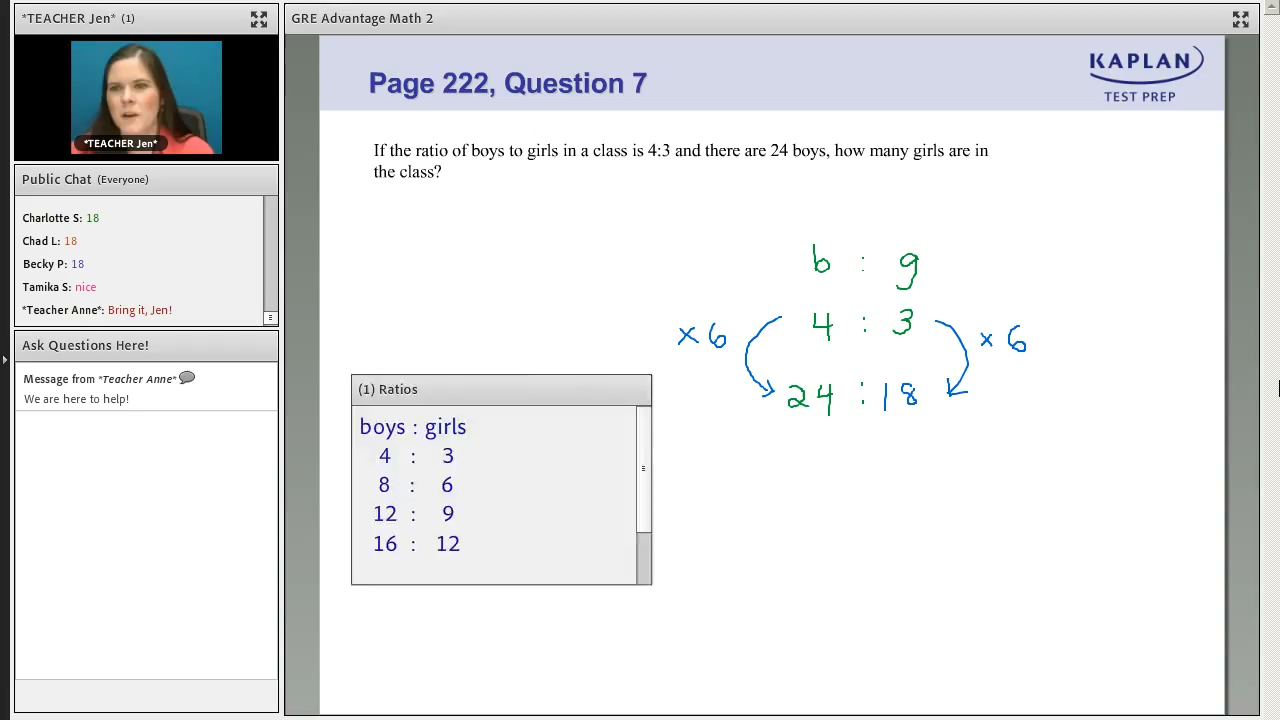 *TEACHER Jen* (1)
*TEACHER Jen*
Public Chat (Everyone)
Charlotte S: 18
Chad L: 18
Becky P: 18
Tamika S: nice
*Teacher Anne*: Bring it, Jen!
Ask Questions Here!
Message from *Teacher Anne*
We are here to help!
GRE Advantage Math 2
Page 222, Question 7
KAPLAN
TEST PREP
If the ratio of boys to girls in a class is 4:3 and there are 24 boys, how many girls are in
the class?
b : g
×6 4 : 3 ×6
24 : 18
(1) Ratios
boys : girls
4 : 3
8 : 6
12 : 9
16 : 12